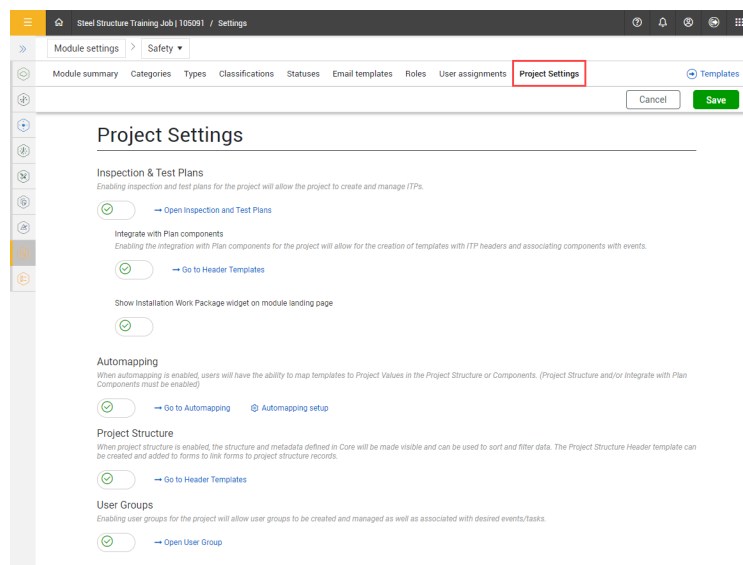 Steel Structure Training Job | 105091 / Settings
Module settings > Safety
Module summary Categories Types Classifications Statuses Email templates Roles User assignments Project Settings Templates
Cancel Save
Project Settings
Inspection & Test Plans
Enabling inspection and test plans for the project will allow the project to create and manage ITPs.
Open Inspection and Test Plans
Integrate with Plan components
Enabling the integration with Plan components for the project will allow for the creation of templates with ITP headers and associating components with events.
Go to Header Templates
Show Installation Work Package widget on module landing page
Automapping
When automapping is enabled, users will have the ability to map templates to Project Values in the Project Structure or Components. (Project Structure and/or Integrate with Plan
Components must be enabled)
Go to Automapping Automapping setup
Project Structure
When project structure is enabled, the structure and metadata defined in Core will be made visible and can be used to sort and filter data. The Project Structure Header template can
be created and added to forms to link forms to project structure records.
Go to Header Templates
User Groups
Enabling user groups for the project will allow user groups to be created and managed as well as associated with desired events/tasks.
Open User Group